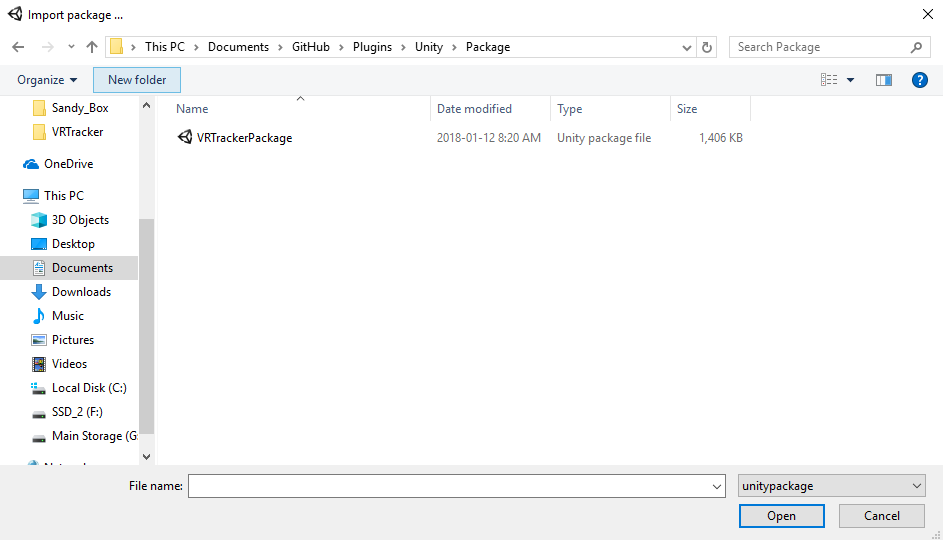 Import package ...
This PC > Documents > GitHub > Plugins > Unity > Package
Search Package
Organize
New folder
Name
Date modified
Type
Size
VRTrackerPackage
2018-01-12 8:20 AM
Unity package file
1,406 KB
Sandy_Box
VRTracker
OneDrive
This PC
3D Objects
Desktop
Documents
Downloads
Music
Pictures
Videos
Local Disk (C:)
SSD_2 (F:)
Main Storage (G
File name:
unitypackage
Open
Cancel